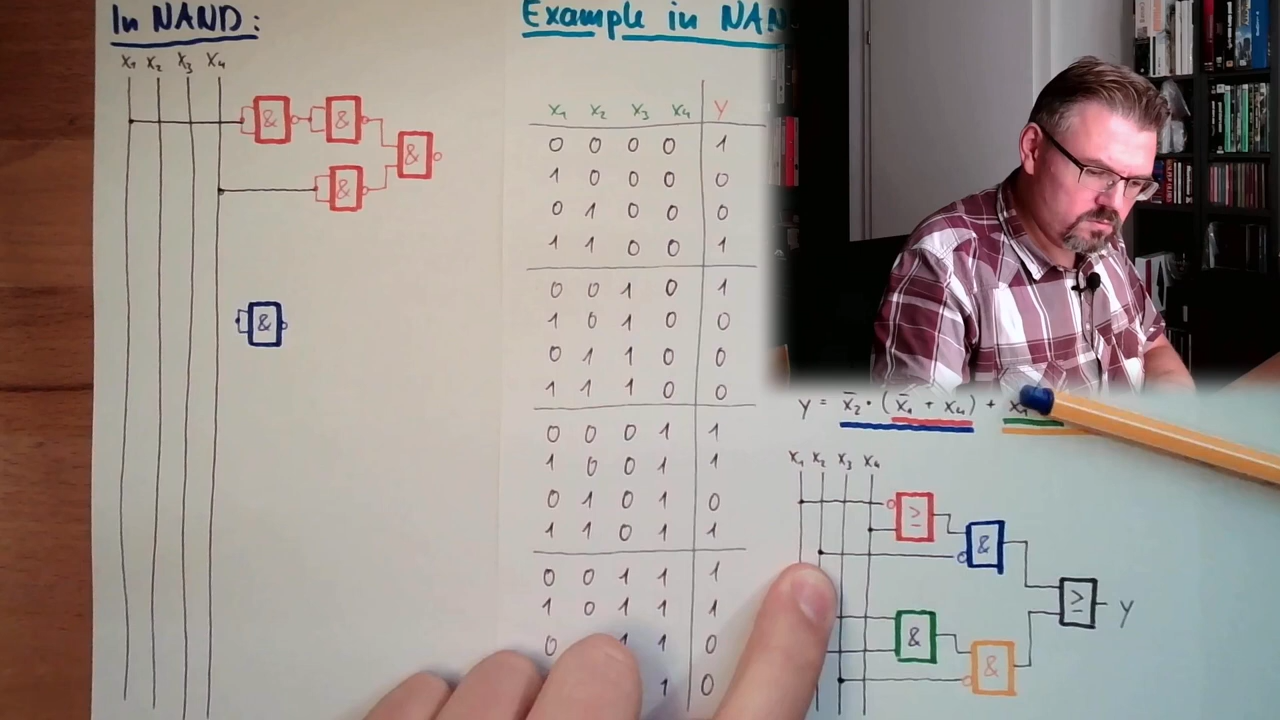 In NAND:
x₁ x₂ x₃ x₄
&
&
&
&
&
Example in NAN
x₁ x₂ x₃ x₄ y
0 0 0 0 1
1 0 0 0 0
0 1 0 0 0
1 1 0 0 1
0 0 1 0 1
1 0 1 0 0
0 1 1 0 0
1 1 1 0 0
0 0 0 1 1
1 0 0 1 1
0 1 0 1 0
1 1 0 1 1
0 0 1 1 1
1 0 1 1 1
0 1 1 0
1 0
y = x̄₂ · (x̄₁ + x₄) + x₁
x₁ x₂ x₃ x₄
≥
&
≥ y
&
&